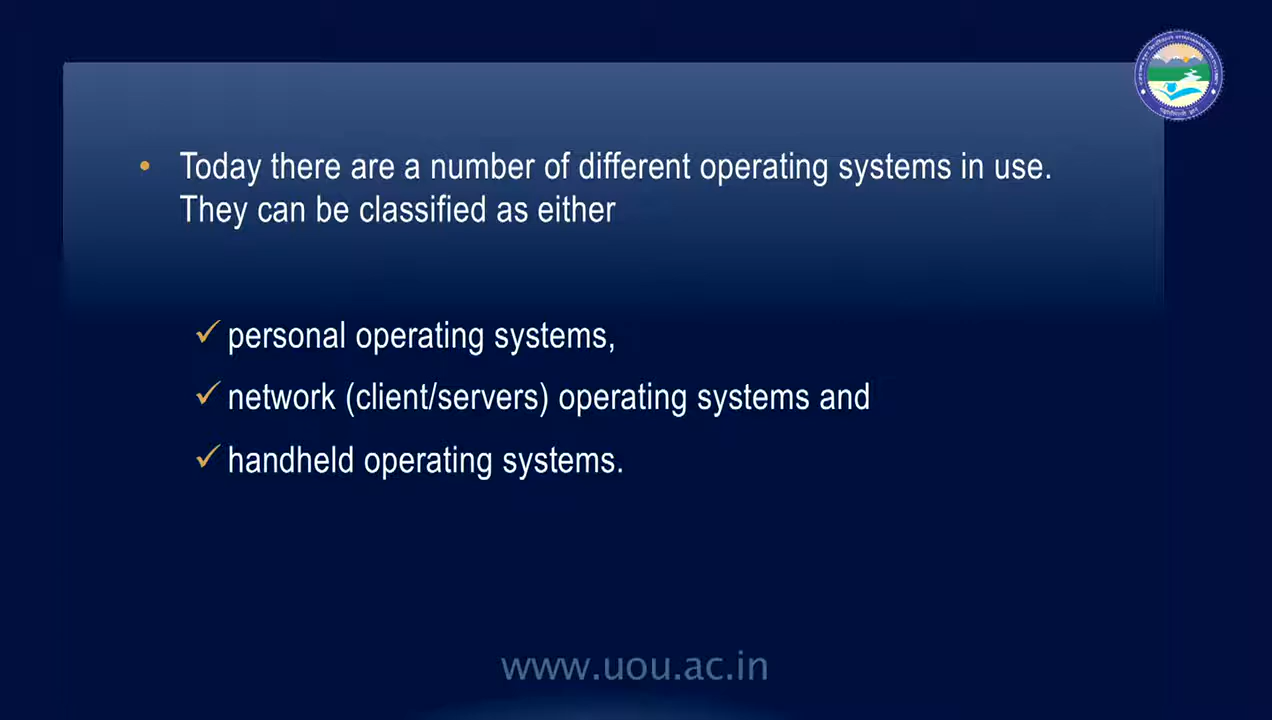 • Today there are a number of different operating systems in use.
They can be classified as either
✓ personal operating systems,
✓ network (client/servers) operating systems and
✓ handheld operating systems.
www.uou.ac.in